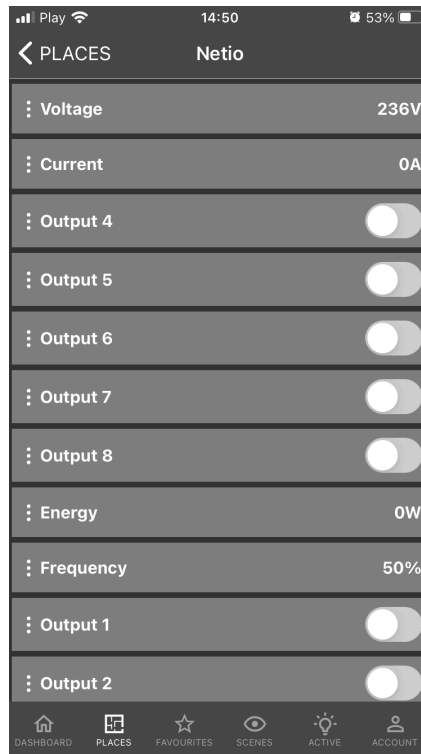 Play 14:50 53%
PLACES Netio
Voltage 236V
Current 0A
Output 4
Output 5
Output 6
Output 7
Output 8
Energy 0W
Frequency 50%
Output 1
Output 2
DASHBOARD PLACES FAVOURITES SCENES ACTIVE ACCOUNT